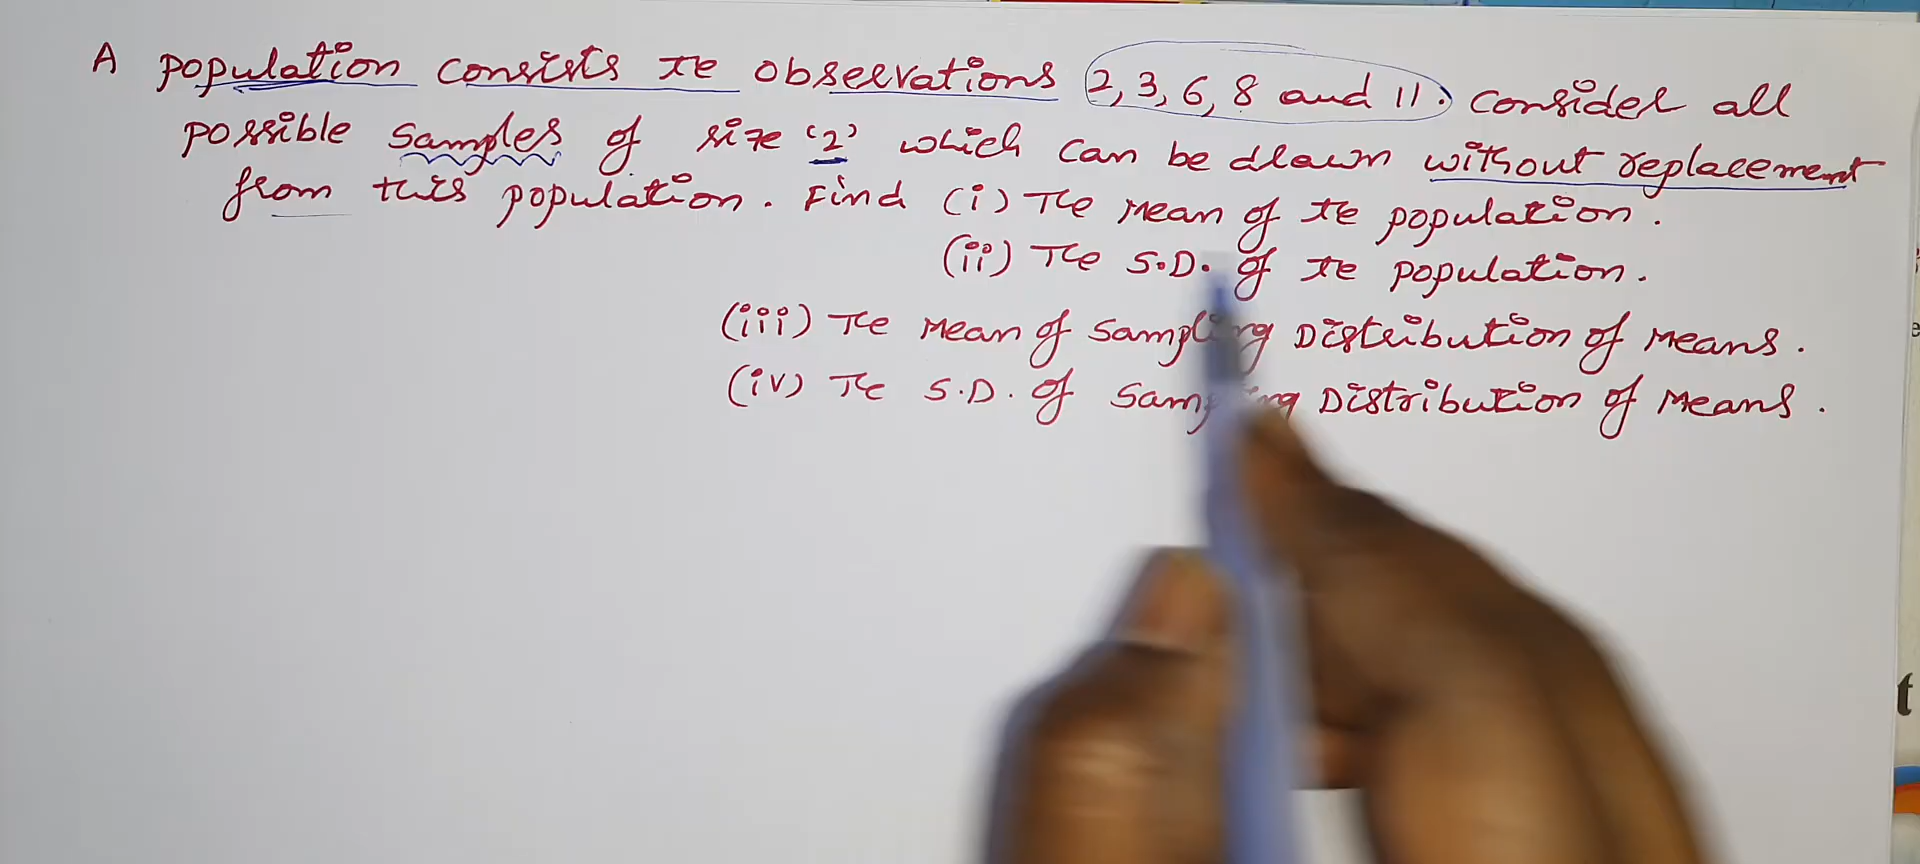 A population consists the observations 2, 3, 6, 8 and 11. Consider all
possible samples of size '2' which can be drawn without replacement
from this population. Find (i) The Mean of the population.
(ii) The S.D. of the population.
(iii) The Mean of Sampling Distribution of Means.
(iv) The S.D. of Sampling Distribution of Means.
t